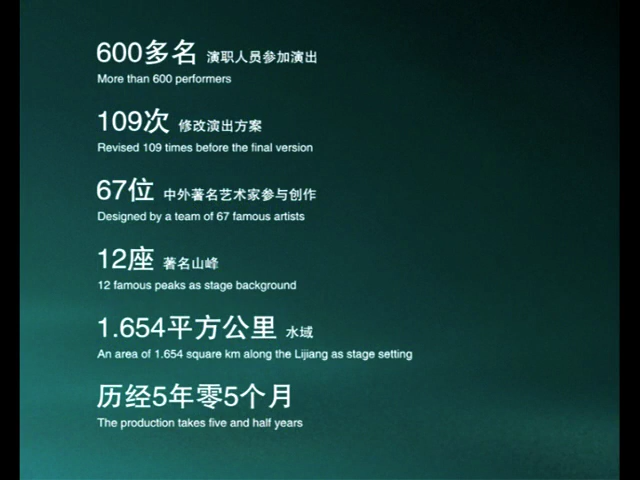 600多名 演职人员参加演出
More than 600 performers
109次 修改演出方案
Revised 109 times before the final version
67位 中外著名艺术家参与创作
Designed by a team of 67 famous artists
12座 著名山峰
12 famous peaks as stage background
1.654平方公里 水域
An area of 1.654 square km along the Lijiang as stage setting
历经5年零5个月
The production takes five and half years